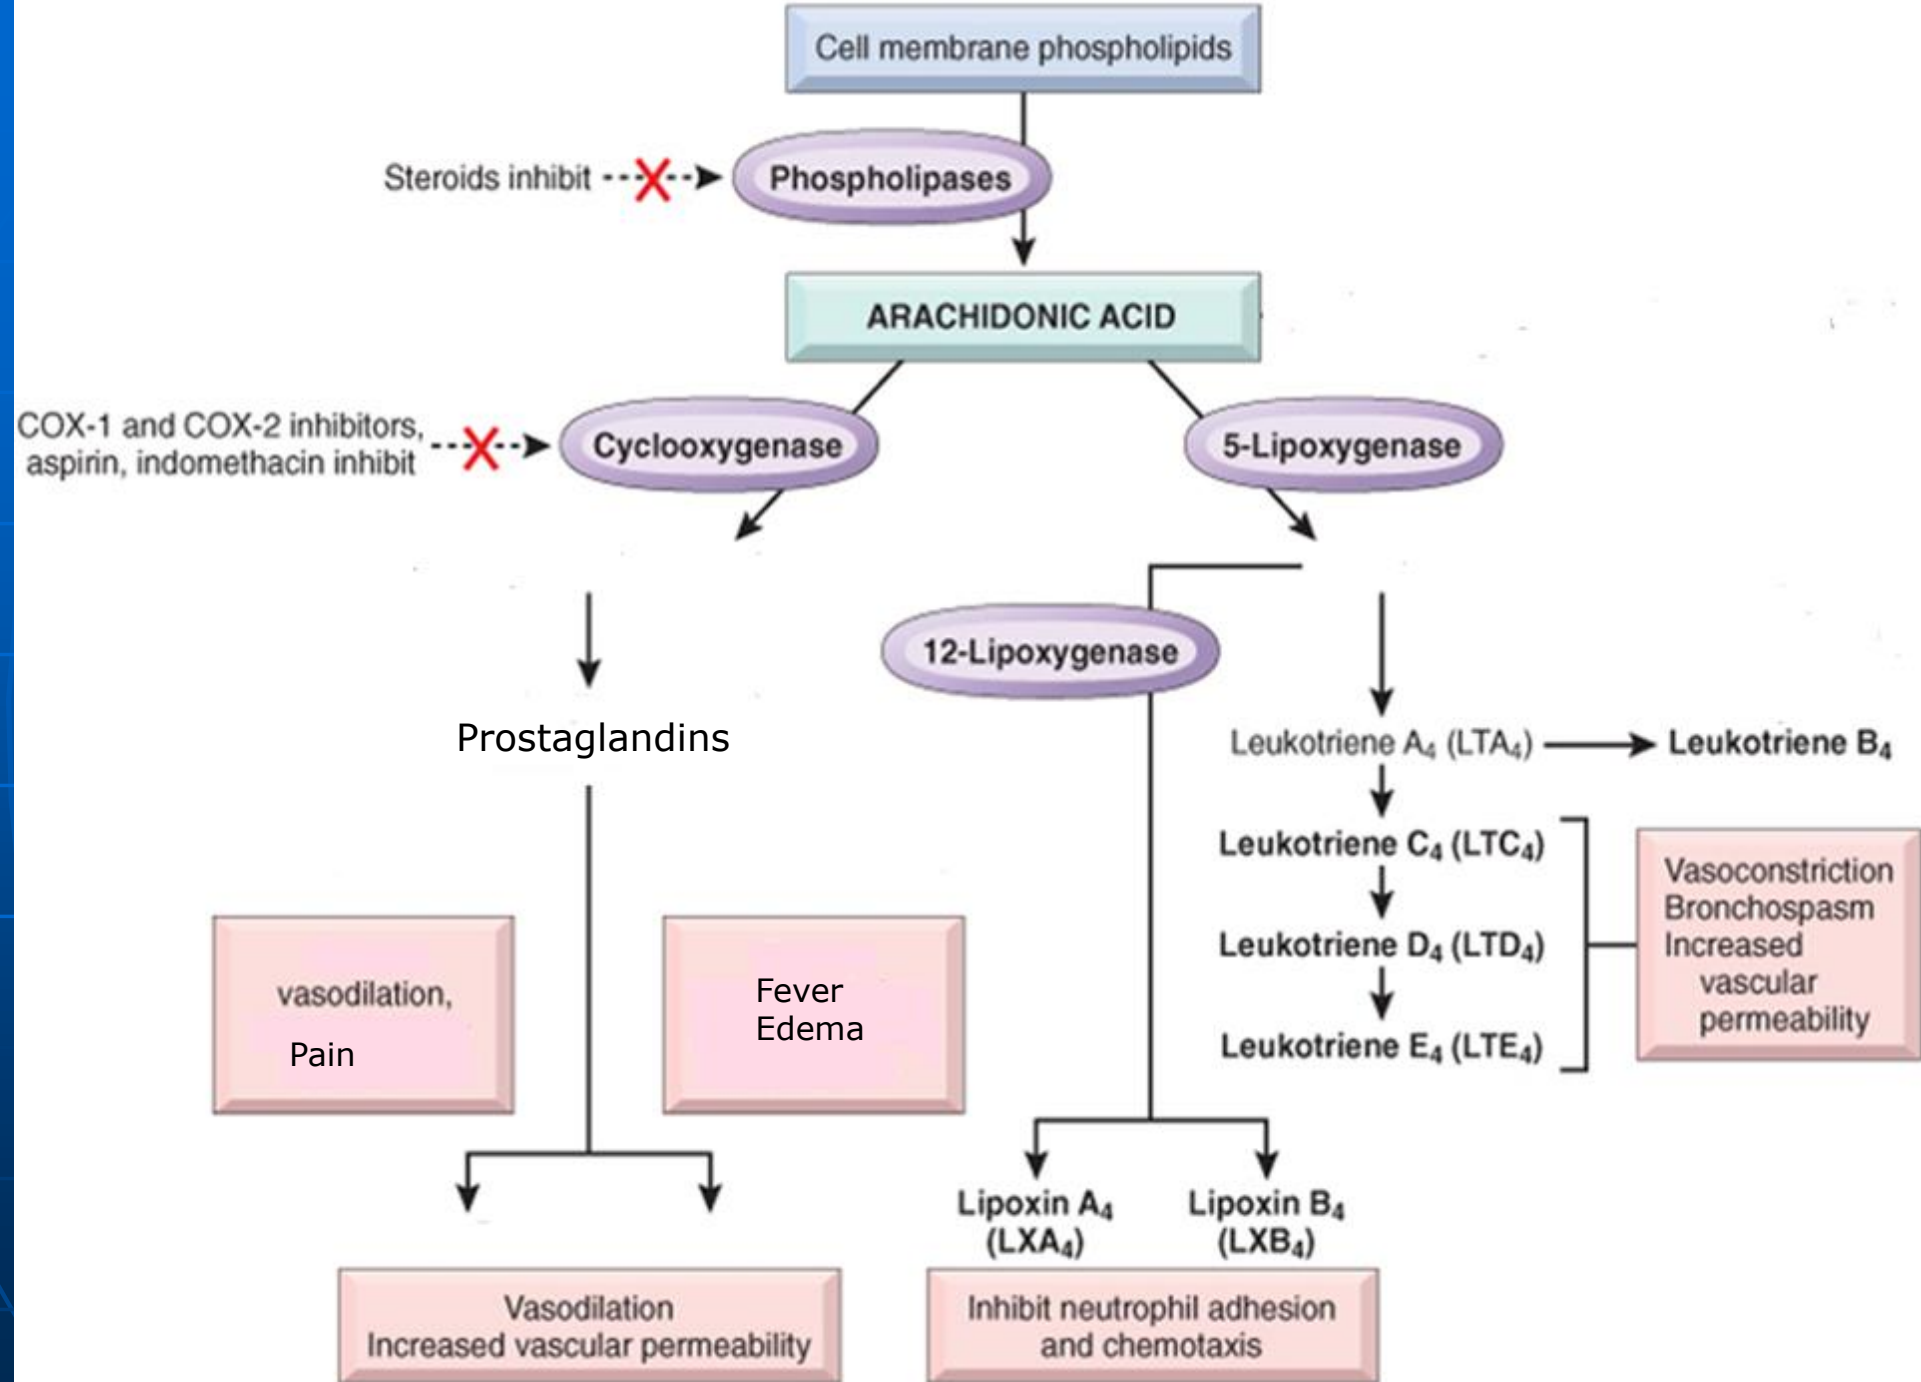 Cell membrane phospholipids
Steroids inhibit
Phospholipases
ARACHIDONIC ACID
COX-1 and COX-2 inhibitors,
aspirin, indomethacin inhibit
Cyclooxygenase
5-Lipoxygenase
12-Lipoxygenase
Prostaglandins
Leukotriene A₄ (LTA₄)
Leukotriene B₄
Leukotriene C₄ (LTC₄)
Leukotriene D₄ (LTD₄)
Leukotriene E₄ (LTE₄)
Vasoconstriction
Bronchospasm
Increased
vascular
permeability
vasodilation,
Pain
Fever
Edema
Lipoxin A₄
(LXA₄)
Lipoxin B₄
(LXB₄)
Vasodilation
Increased vascular permeability
Inhibit neutrophil adhesion
and chemotaxis